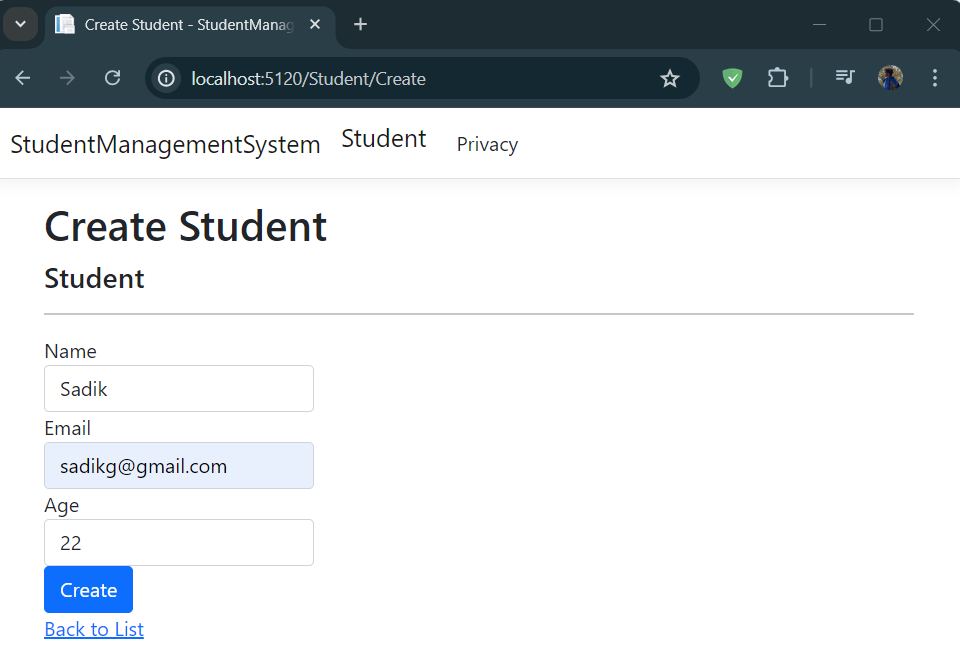 Create Student - StudentManag
localhost:5120/Student/Create
StudentManagementSystem Student Privacy
Create Student
Student
Name
Sadik
Email
sadikg@gmail.com
Age
22
Create
Back to List